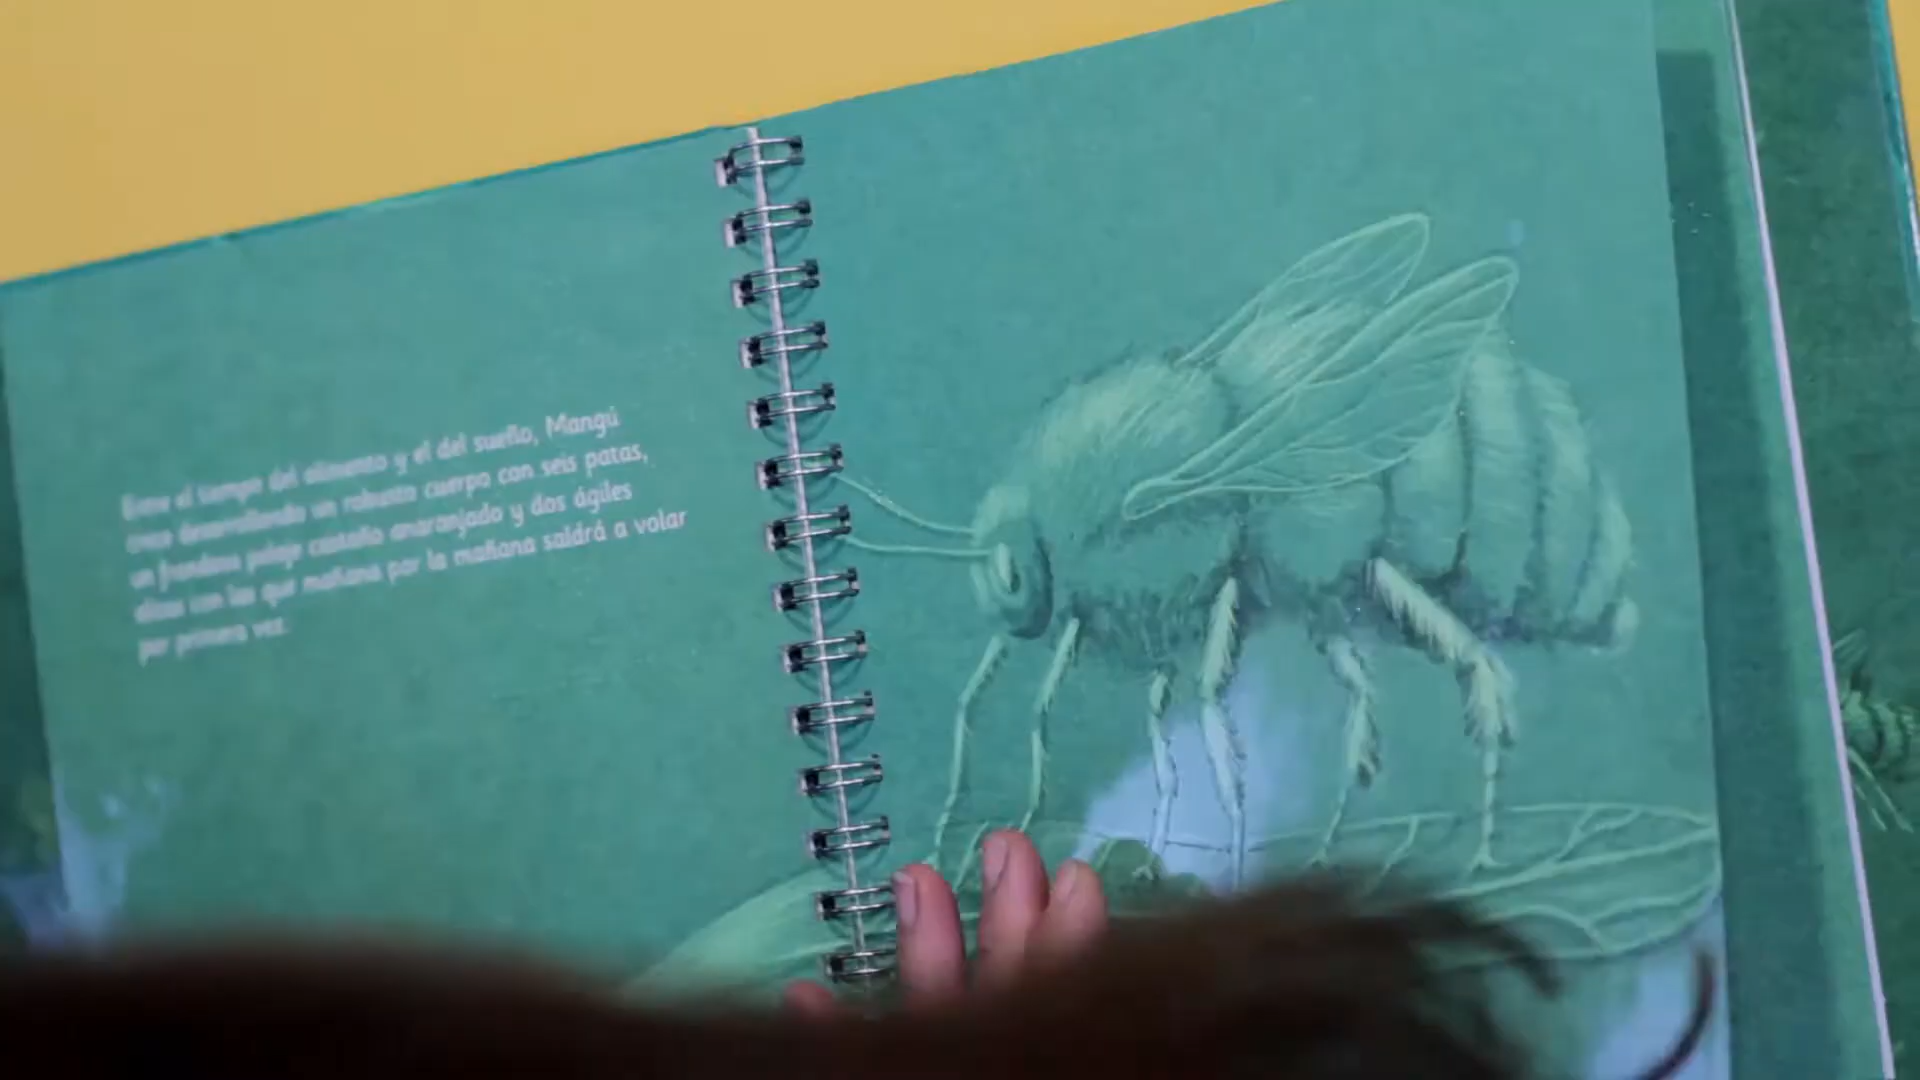 Entre el tiempo del alimento y el del sueño, Mangú
crece desarrollando un robusto cuerpo con seis patas,
un frondoso pelaje castaño anaranjado y dos ágiles
alitas con las que mañana por la mañana saldrá a volar
por primera vez.